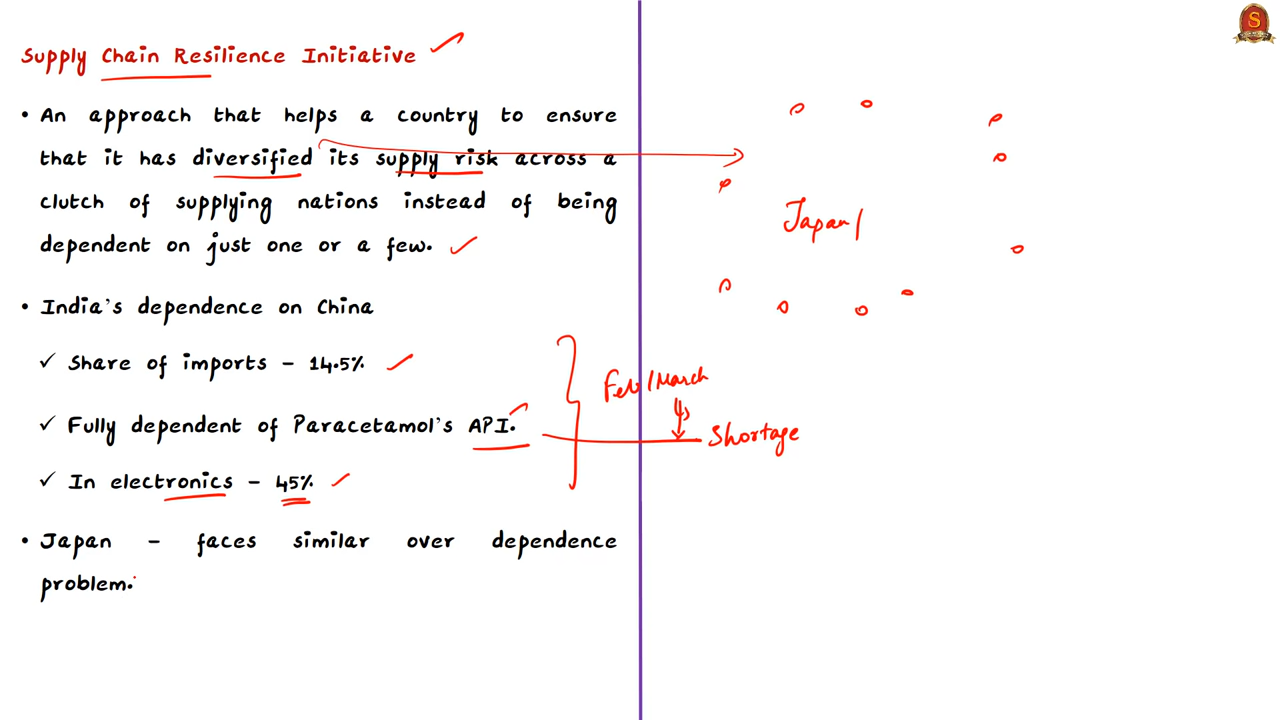 Supply Chain Resilience Initiative
• An approach that helps a country to ensure
that it has diversified its supply risk across a
clutch of supplying nations instead of being
dependent on just one or a few.
• India's dependence on China
✓ Share of imports – 14.5%
✓ Fully dependent of Paracetamol's API.
✓ In electronics – 45%
• Japan – faces similar over dependence
problem.
Japan/
Feb/March
Shortage
S